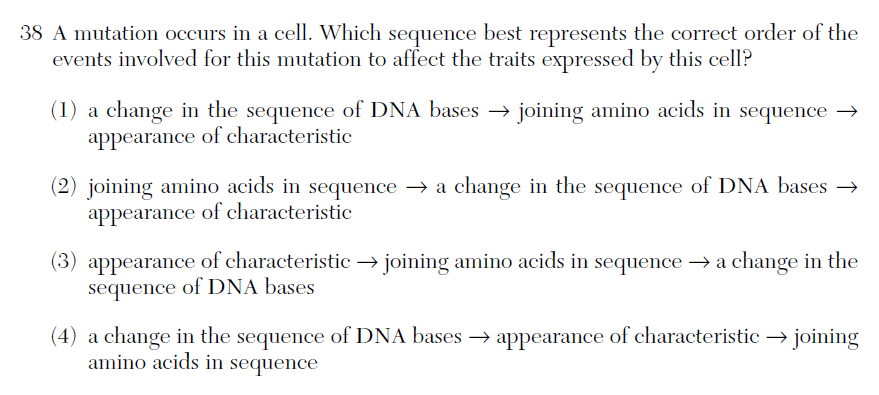 38 A mutation occurs in a cell. Which sequence best represents the correct order of the
events involved for this mutation to affect the traits expressed by this cell?
(1) a change in the sequence of DNA bases → joining amino acids in sequence →
appearance of characteristic
(2) joining amino acids in sequence → a change in the sequence of DNA bases →
appearance of characteristic
(3) appearance of characteristic → joining amino acids in sequence → a change in the
sequence of DNA bases
(4) a change in the sequence of DNA bases → appearance of characteristic → joining
amino acids in sequence